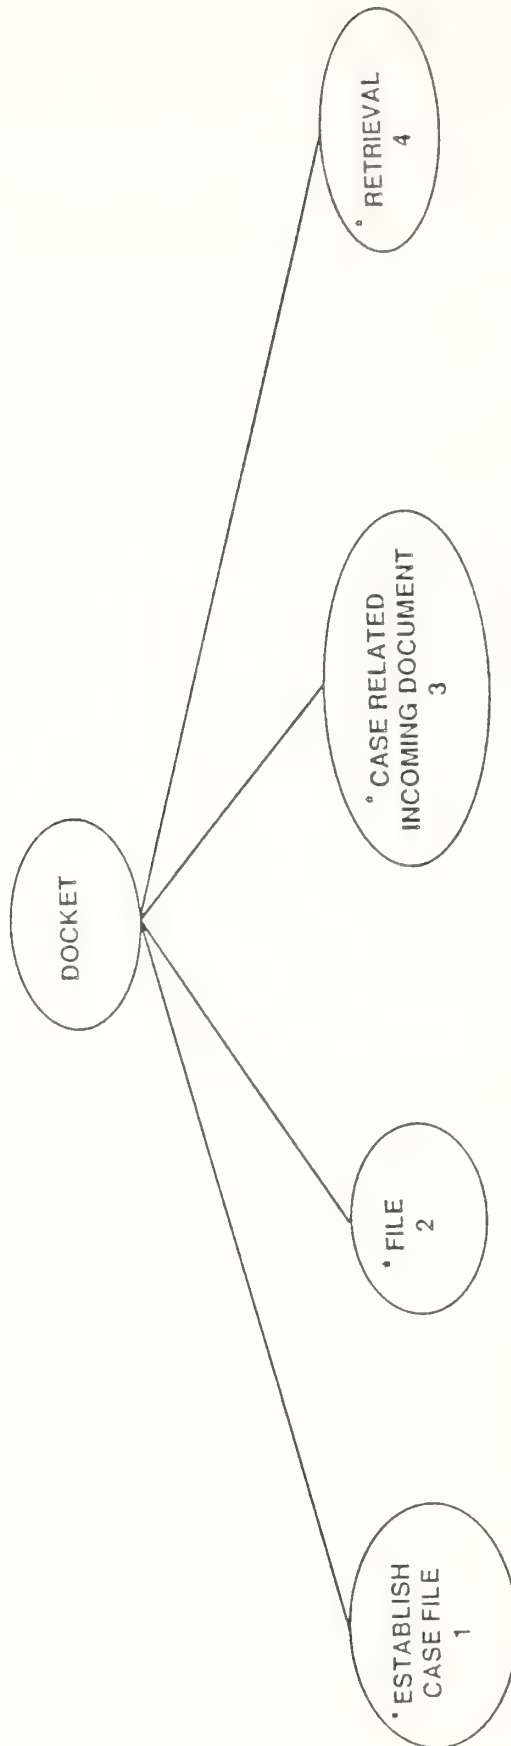 DOCKET
* ESTABLISH
CASE FILE
1
* FILE
2
* CASE RELATED
INCOMING DOCUMENT
3
* RETRIEVAL
4